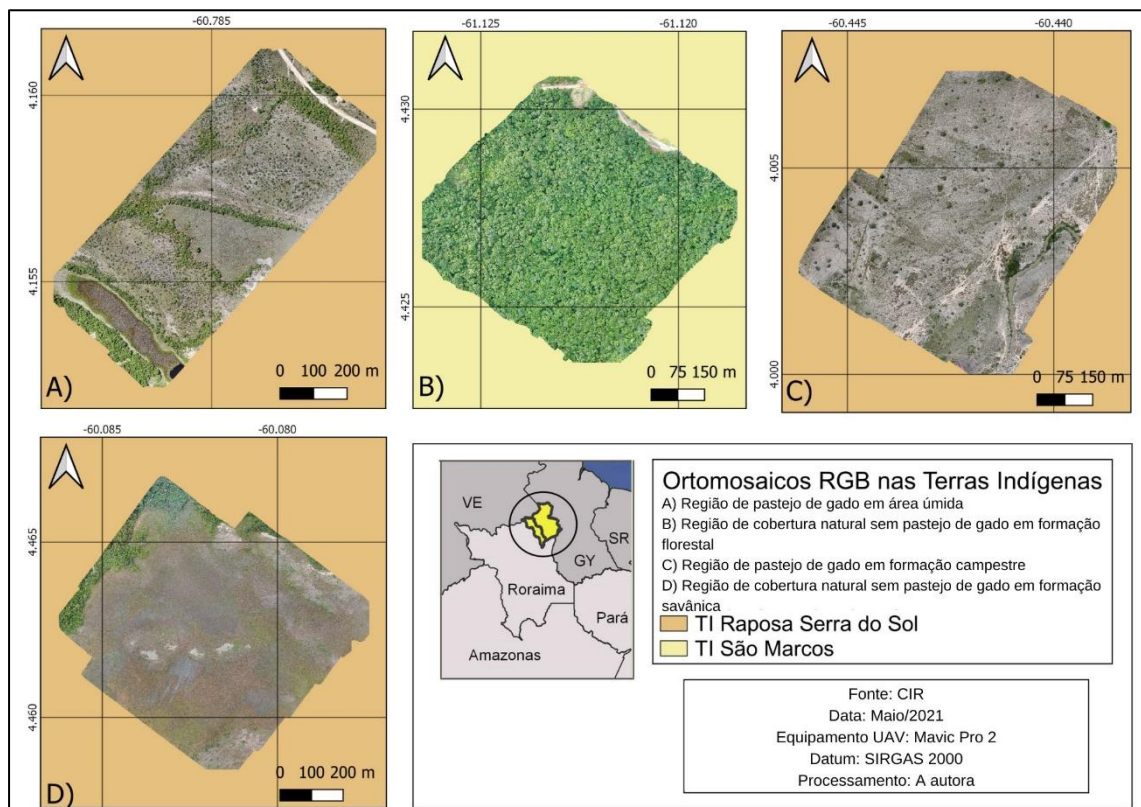 -60.785
4.160
4.155
0 100 200 m
A)
-61.125 -61.120
4.430
4.425
0 75 150 m
B)
-60.445 -60.440
4.005
4.000
0 75 150 m
C)
-60.085 -60.080
4.465
4.460
0 100 200 m
D)
VE
SR
GY
Roraima
Pará
Amazonas
Ortomosaicos RGB nas Terras Indígenas
A) Região de pastejo de gado em área úmida
B) Região de cobertura natural sem pastejo de gado em formação
florestal
C) Região de pastejo de gado em formação campestre
D) Região de cobertura natural sem pastejo de gado em formação
savânica
TI Raposa Serra do Sol
TI São Marcos
Fonte: CIR
Data: Maio/2021
Equipamento UAV: Mavic Pro 2
Datum: SIRGAS 2000
Processamento: A autora